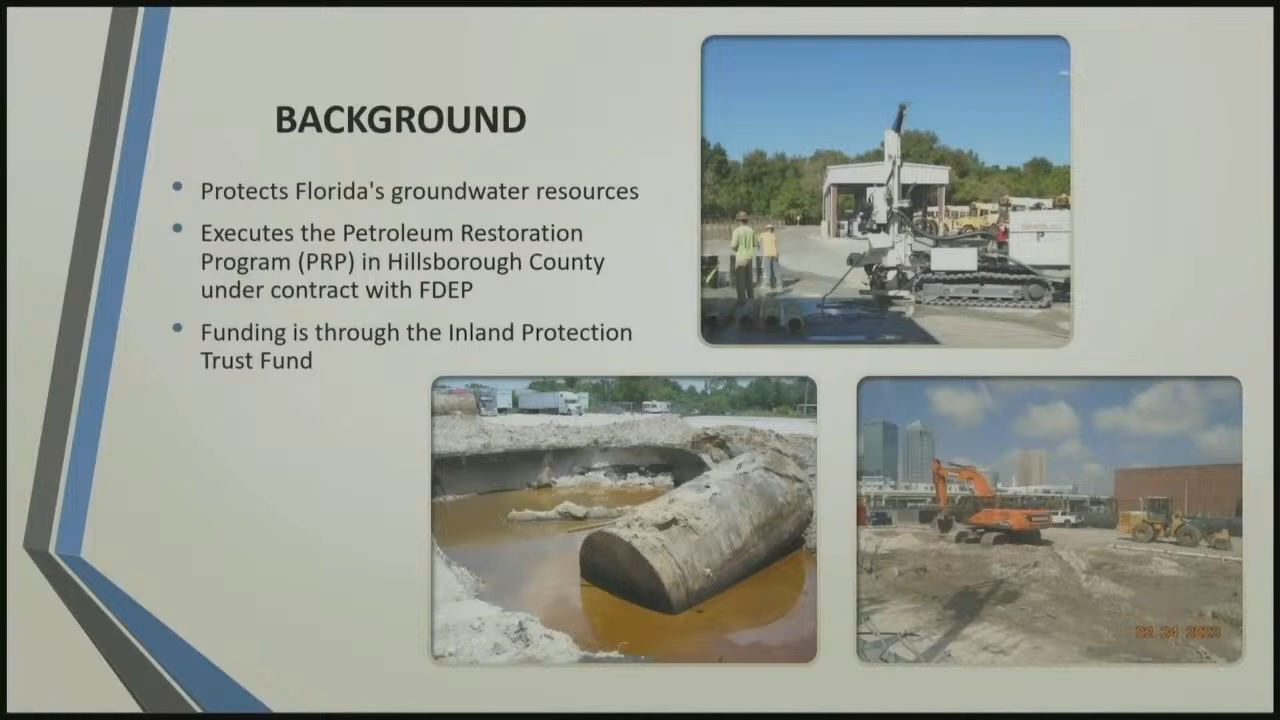 BACKGROUND
• Protects Florida's groundwater resources
• Executes the Petroleum Restoration
Program (PRP) in Hillsborough County
under contract with FDEP
• Funding is through the Inland Protection
Trust Fund
02 24 2023